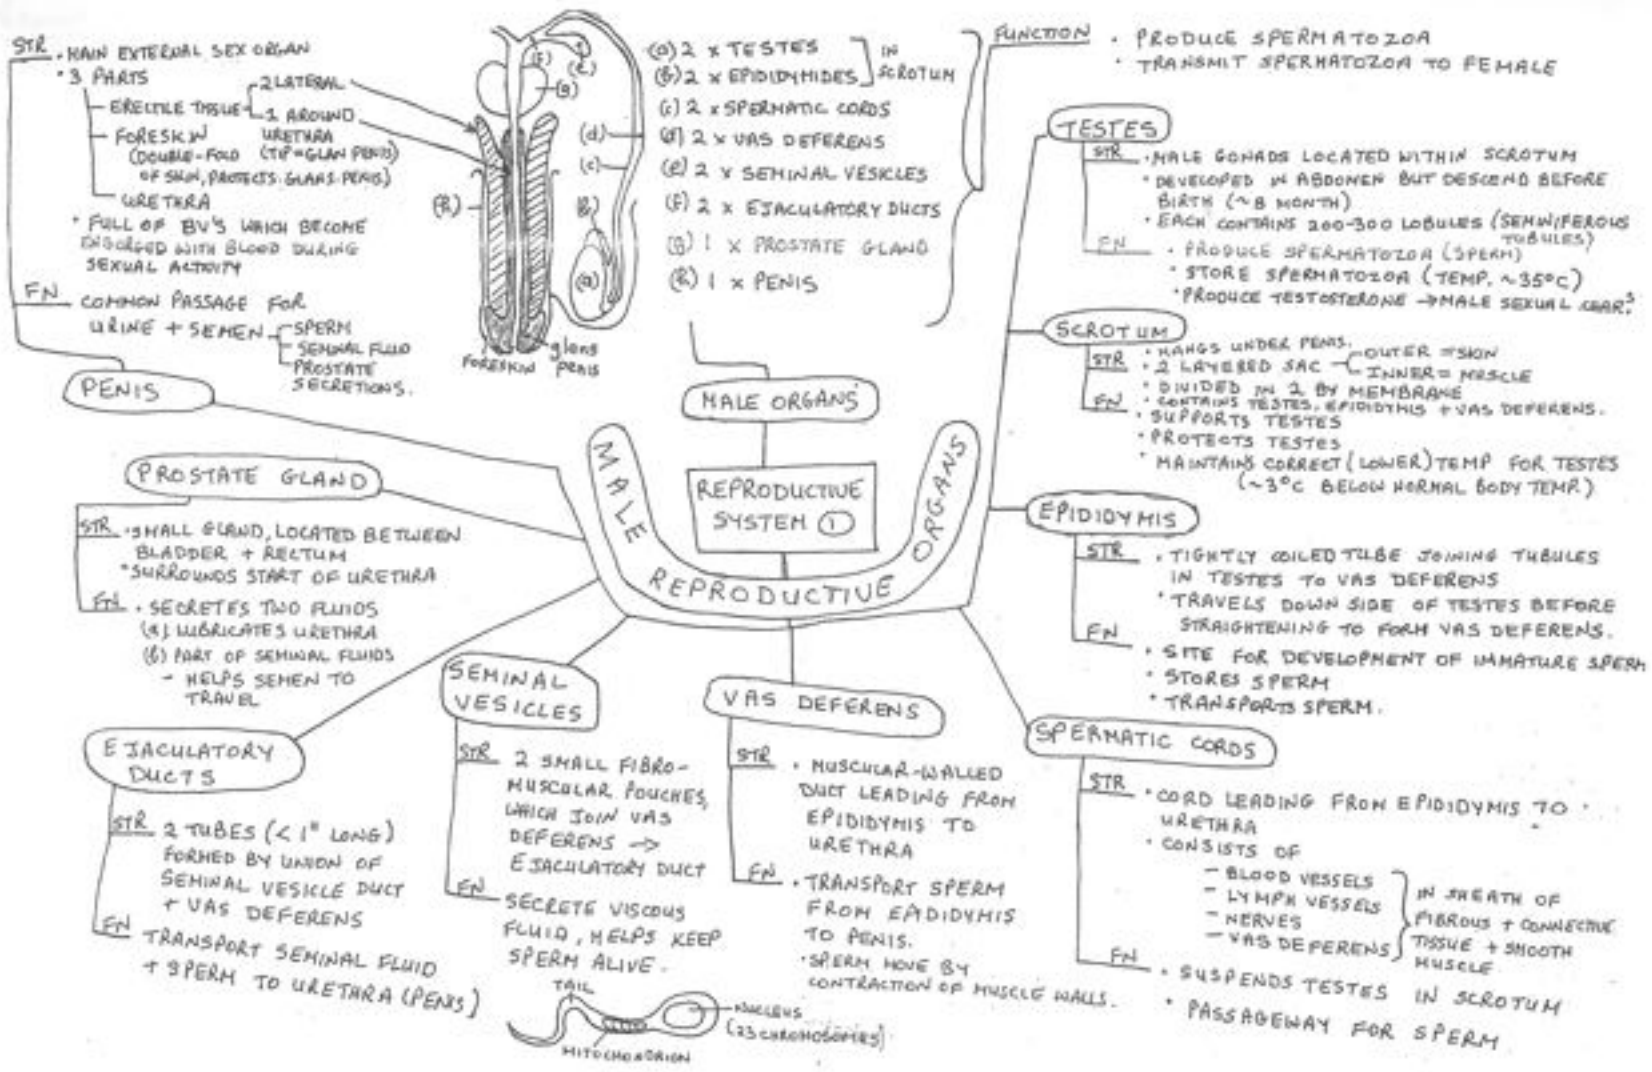 STR · MAIN EXTERNAL SEX ORGAN
· 3 PARTS
ERECTILE TISSUE
2 LATERAL
1 AROUND
URETHRA
(TIP = GLAN PENIS)
FORESKIN
(DOUBLE-FOLD
OF SKIN, PROTECTS GLANS PENIS)
URETHRA
· FULL OF BV'S WHICH BECOME
ENGORGED WITH BLOOD DURING
SEXUAL ACTIVITY
FN COMMON PASSAGE FOR
URINE + SEMEN
SPERM
SEMINAL FLUID
PROSTATE
SECRETIONS.
PENIS
(f)
(e)
(g)
(d)
(c)
(h)
(b)
(a)
FORESKIN
glans
penis
(a) 2 x TESTES
(b) 2 x EPIDIDYMIDES
IN
SCROTUM
(c) 2 x SPERMATIC CORDS
(d) 2 x VAS DEFERENS
(e) 2 x SEMINAL VESICLES
(f) 2 x EJACULATORY DUCTS
(g) 1 x PROSTATE GLAND
(h) 1 x PENIS
MALE ORGANS
REPRODUCTIVE
SYSTEM 1
MALE REPRODUCTIVE ORGANS
FUNCTION · PRODUCE SPERMATOZOA
· TRANSMIT SPERMATOZOA TO FEMALE
TESTES
STR · MALE GONADS LOCATED WITHIN SCROTUM
· DEVELOPED IN ABDOMEN BUT DESCEND BEFORE
BIRTH (~8 MONTH)
· EACH CONTAINS 200-300 LOBULES (SEMINIFEROUS
TUBULES)
FN · PRODUCE SPERMATOZOA (SPERM)
· STORE SPERMATOZOA (TEMP. ~35°C)
· PRODUCE TESTOSTERONE → MALE SEXUAL CHAR.S
SCROTUM
STR · HANGS UNDER PENIS.
· 2 LAYERED SAC
OUTER = SKIN
INNER = MUSCLE
· DIVIDED IN 2 BY MEMBRANE
· CONTAINS TESTES, EPIDIDYMIS + VAS DEFERENS.
FN · SUPPORTS TESTES
· PROTECTS TESTES
· MAINTAINS CORRECT (LOWER) TEMP FOR TESTES
(~3°C BELOW NORMAL BODY TEMP.)
EPIDIDYMIS
STR · TIGHTLY COILED TUBE JOINING TUBULES
IN TESTES TO VAS DEFERENS
· TRAVELS DOWN SIDE OF TESTES BEFORE
STRAIGHTENING TO FORM VAS DEFERENS.
FN · SITE FOR DEVELOPMENT OF IMMATURE SPERM
· STORES SPERM
· TRANSPORTS SPERM.
SPERMATIC CORDS
STR · CORD LEADING FROM EPIDIDYMIS TO
URETHRA
· CONSISTS OF
- BLOOD VESSELS
- LYMPH VESSELS
- NERVES
- VAS DEFERENS
IN SHEATH OF
FIBROUS + CONNECTIVE
TISSUE + SMOOTH
MUSCLE
FN · SUSPENDS TESTES IN SCROTUM
· PASSAGEWAY FOR SPERM
VAS DEFERENS
STR · MUSCULAR-WALLED
DUCT LEADING FROM
EPIDIDYMIS TO
URETHRA
FN · TRANSPORT SPERM
FROM EPIDIDYMIS
TO PENIS.
· SPERM MOVE BY
CONTRACTION OF MUSCLE WALLS.
SEMINAL
VESICLES
STR 2 SMALL FIBRO-
MUSCULAR POUCHES,
WHICH JOIN VAS
DEFERENS →
EJACULATORY DUCT
FN SECRETE VISCOUS
FLUID, HELPS KEEP
SPERM ALIVE.
TAIL
MITOCHONDRION
NUCLEUS
(23 CHROMOSOMES)
PROSTATE GLAND
STR · SMALL GLAND, LOCATED BETWEEN
BLADDER + RECTUM
· SURROUNDS START OF URETHRA
FN · SECRETES TWO FLUIDS
(a) LUBRICATES URETHRA
(b) PART OF SEMINAL FLUIDS
- HELPS SEMEN TO
TRAVEL
EJACULATORY
DUCTS
STR 2 TUBES (< 1" LONG)
FORMED BY UNION OF
SEMINAL VESICLE DUCT
+ VAS DEFERENS
FN TRANSPORT SEMINAL FLUID
+ SPERM TO URETHRA (PENIS)